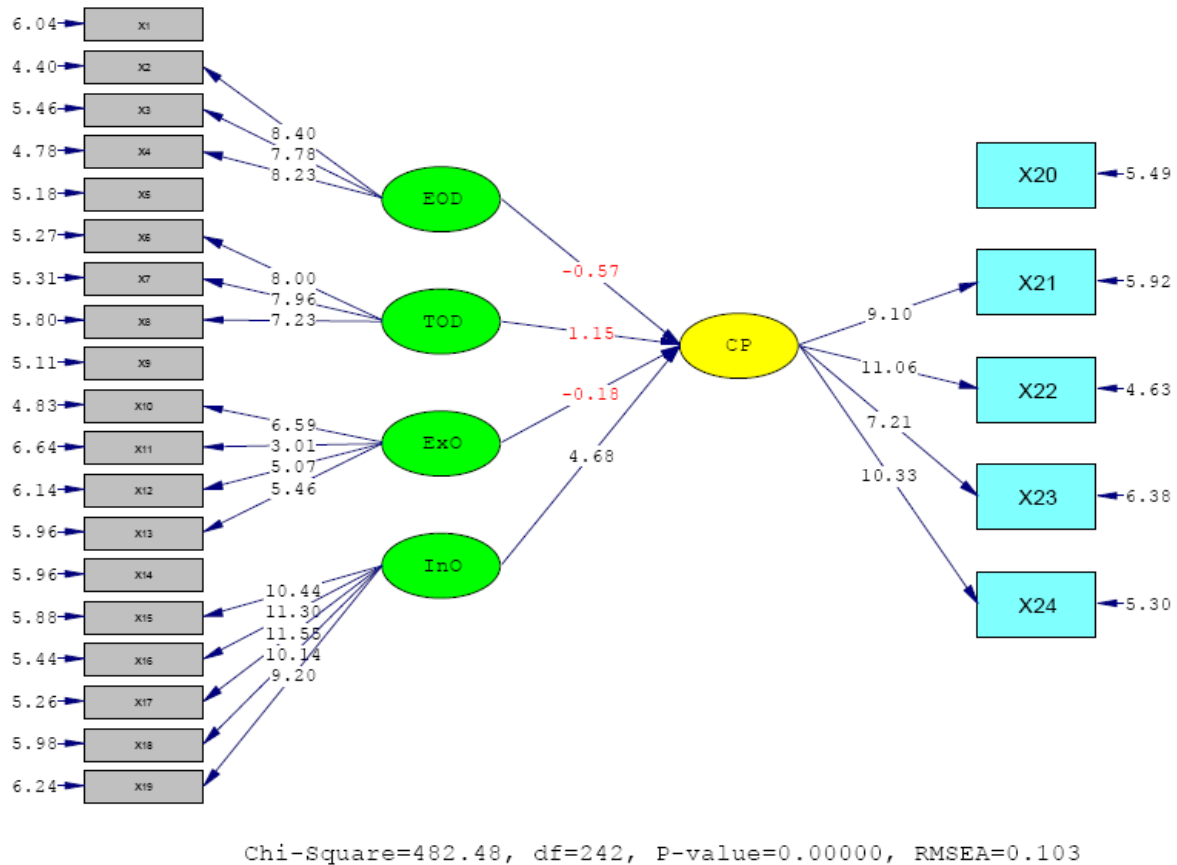 6.04 X1
4.40 X2
5.46 X3
8.40
7.78
4.78 X4
8.23
X20 5.49
5.18 X5
EOD
5.27 X6
-0.57
8.00
5.31 X7
7.96
X21 5.92
9.10
5.80 X8
7.23
TOD
1.15
CP
5.11 X9
11.06
-0.18
X22 4.63
4.83 X10
6.59
7.21
6.64 X11
3.01
ExO
4.68
5.07
10.33
6.14 X12
5.46
X23 6.38
5.96 X13
InO
5.96 X14
10.44
X24 5.30
5.88 X15
11.30
11.55
5.44 X16
10.14
9.20
5.26 X17
5.98 X18
6.24 X19
Chi-Square=482.48, df=242, P-value=0.00000, RMSEA=0.103